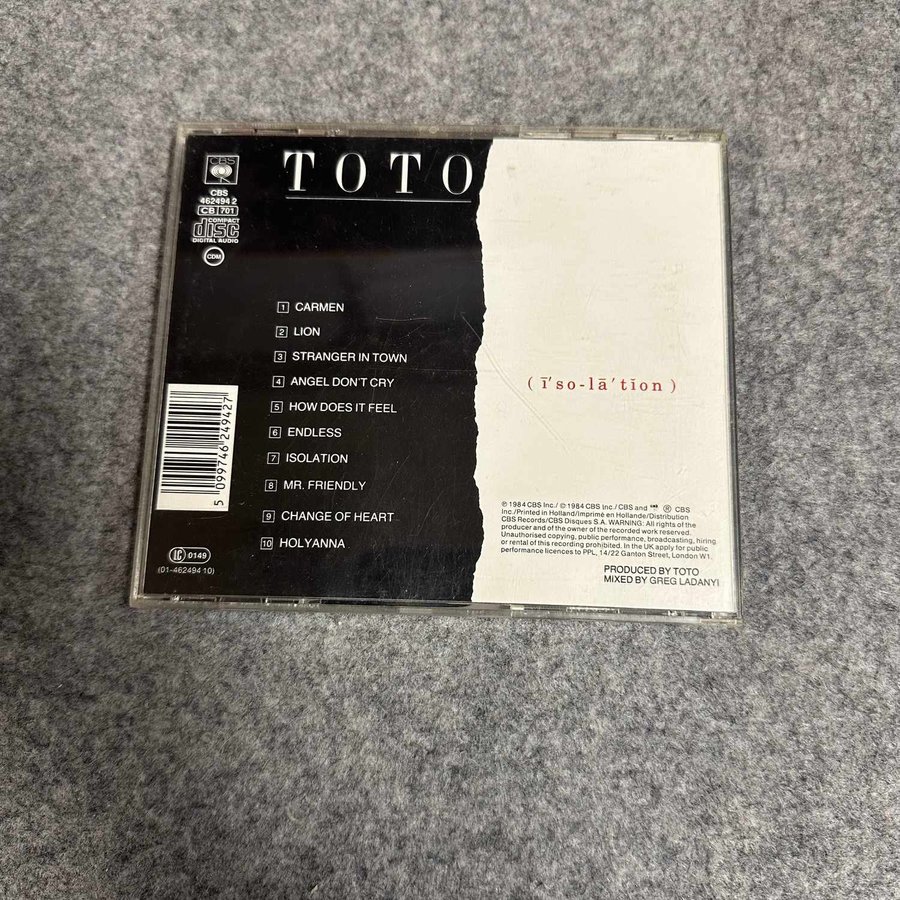 CBS
CBS
462494 2
CB 701
COMPACT
disc
DIGITAL AUDIO
CDM
TOTO
1 CARMEN
2 LION
3 STRANGER IN TOWN
4 ANGEL DON'T CRY
5 HOW DOES IT FEEL
6 ENDLESS
7 ISOLATION
8 MR. FRIENDLY
9 CHANGE OF HEART
10 HOLYANNA
5 099746 249427
LC 0149
(01-462494 10)
( ī′so-lā′tīon )
℗ 1984 CBS Inc./ © 1984 CBS Inc./CBS and ® CBS
Inc./Printed in Holland/Imprimé en Hollande/Distribution
CBS Records/CBS Disques S.A. WARNING: All rights of the
producer and of the owner of the recorded work reserved.
Unauthorised copying, public performance, broadcasting, hiring
or rental of this recording prohibited. In the UK apply for public
performance licences to PPL, 14/22 Ganton Street, London W1.
PRODUCED BY TOTO
MIXED BY GREG LADANYI